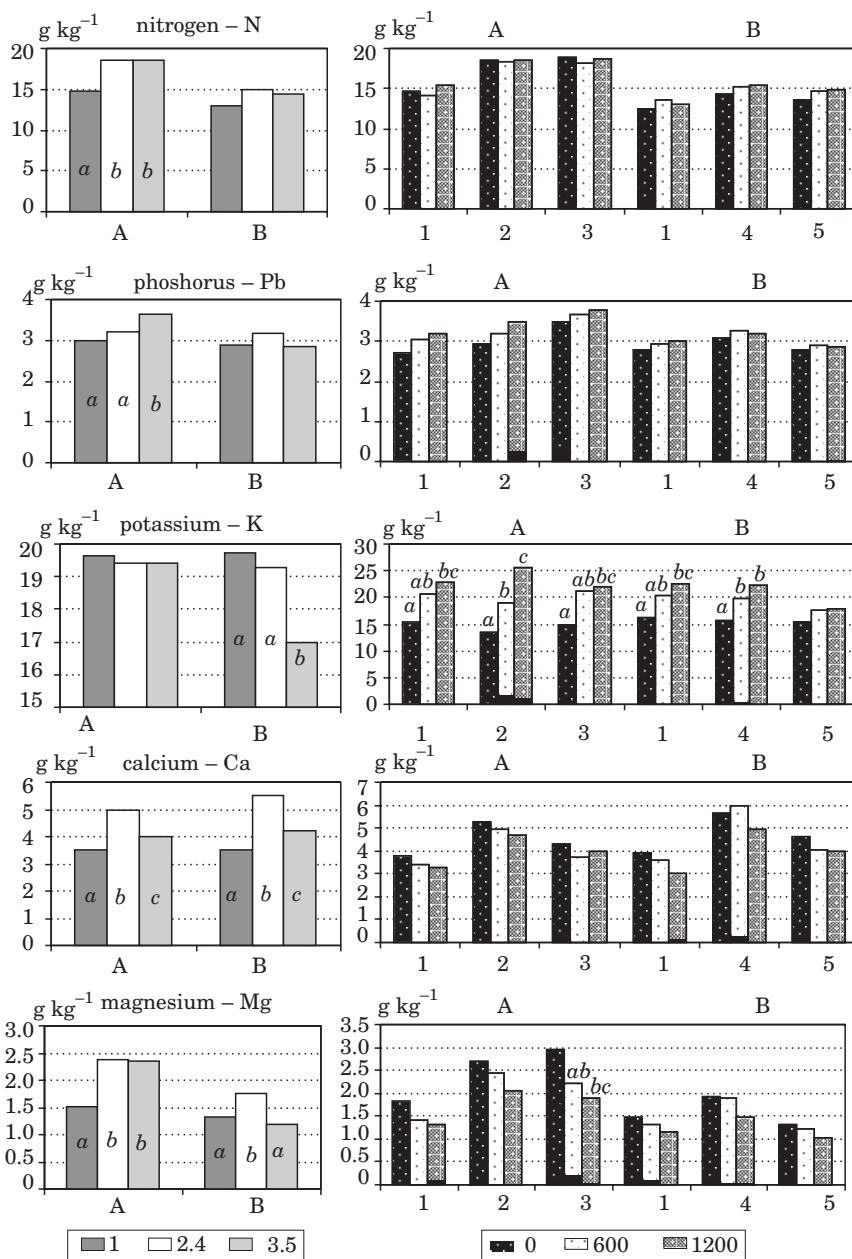 g kg⁻¹ nitrogen – N
20
15
10
5
0
a b b
A B
A B
20
15
10
5
0
1 2 3 1 4 5
g kg⁻¹ phoshorus – Pb
4
3
2
1
0
a a b
A B
g kg⁻¹ A B
4
3
2
1
0
1 2 3 1 4 5
g kg⁻¹ potassium – K
20
19
18
17
16
15
a a b
A B
g kg⁻¹ A B
30
25
20
15
10
5
0
a ab bc a b c a ab bc a ab bc a b b
1 2 3 1 4 5
g kg⁻¹ calcium – Ca
6
5
4
3
2
1
0
a b c a b c
A B
g kg⁻¹ A B
7
6
5
4
3
2
1
0
1 2 3 1 4 5
g kg⁻¹ magnesium – Mg
3.0
2.5
2.0
1.5
1.0
0.5
0
a b b a b a
A B
g kg⁻¹ A B
3.5
3.0
2.5
2.0
1.5
1.0
0.5
0
ab
bc
1 2 3 1 4 5
1 2.4 3.5
0 600 1200